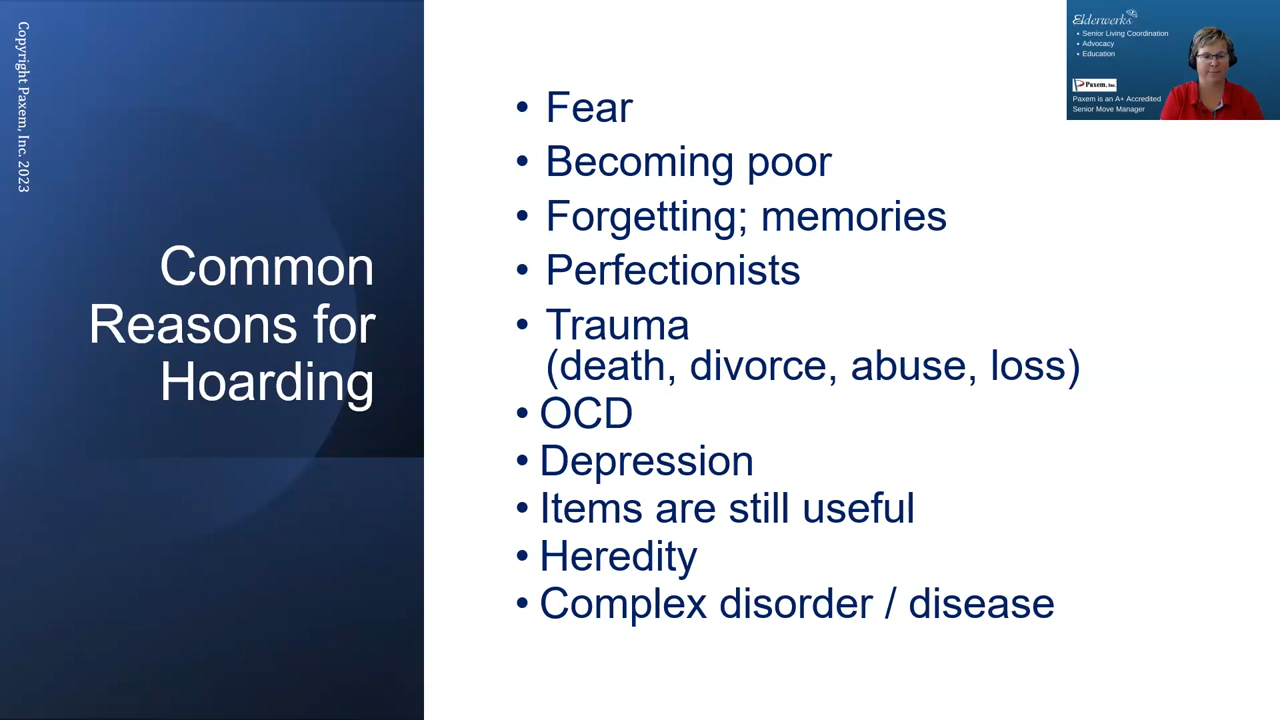 Copyright Paxem, Inc. 2023
Common
Reasons for
Hoarding
• Fear
• Becoming poor
• Forgetting; memories
• Perfectionists
• Trauma
(death, divorce, abuse, loss)
• OCD
• Depression
• Items are still useful
• Heredity
• Complex disorder / disease
Elderwerks
• Senior Living Coordination
• Advocacy
• Education
Paxem, Inc.
Paxem is an A+ Accredited
Senior Move Manager